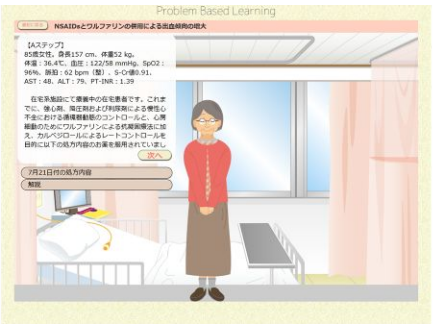 Problem Based Learning
最初に戻る NSAIDsとワルファリンの併用による出血傾向の増大
【Aステップ】
85歳女性。身長157 cm、体重52 kg。
体温：36.4℃、血圧：122/58 mmHg、SpO2：
96%、脈拍：62 bpm（整）、S-Cr値0.91、
AST：48、ALT：79、PT-INR：1.39
在宅系施設にて療養中の在宅患者です。これま
でに、強心剤、降圧剤および利尿剤による慢性心
不全における循環器動態のコントロールと、心房
細動のためにワルファリンによる抗凝固療法に加
え、カルベジロールによるレートコントロールを
目的に以下の処方内容のお薬を服用されていまし
次へ
7月21日付の処方内容
解説